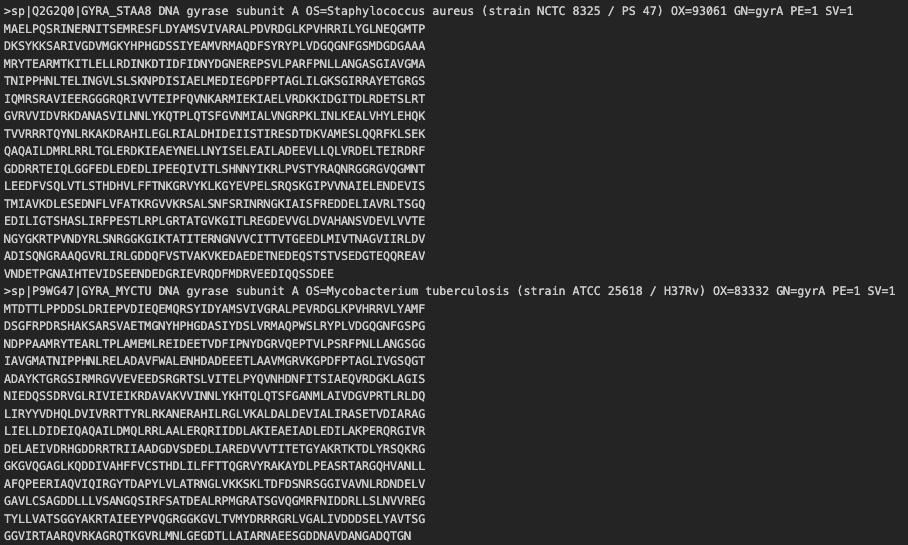 >sp|Q2G2Q0|GYRA_STAA8 DNA gyrase subunit A OS=Staphylococcus aureus (strain NCTC 8325 / PS 47) OX=93061 GN=gyrA PE=1 SV=1
MAELPQSRINERNITSEMRESFLDYAMSVIVARALPDVRDGLKPVHRRILYGLNEQGMTP
DKSYKKSARIVGDVMGKYHPHGDSSIYEAMVRMAQDFSYRYPLVDGQGNFGSMDGDGAAA
MRYTEARMTKITLELLRDINKDTIDFIDNYDGNEREPSVLPARFPNLLANGASGIAVGMA
TNIPPHNLTELINGVLSLSKNPDISIAELMEDIEGPDFPTAGLILGKSGIRRAYETGRGS
IQMRSRAVIEERGGGRQRIVVTEIPFQVNKARMIEKIAELVRDKKIDGITDLRDETSLRT
GVRVVIDVRKDANASVILNNLYKQTPLQTSFGVNMIALVNGRPKLINLKEALVHYLEHQK
TVVRRRTQYNLRKAKDRAHILEGLRIALDHIDEIISTIRESDTDKVAMESLQQRFKLSEK
QAQAILDMRLRRLTGLERDKIEAEYNELLNYISELEAILADEEVLLQLVRDELTEIRDRF
GDDRRTEIQLGGFEDLEDEDLIPEEQIVITLSHNNYIKRLPVSTYRAQNRGGRGVQGMNT
LEEDFVSQLVTLSTHDHVLFFTNKGRVYKLKGYEVPELSRQSKGIPVVNAIELENDEVIS
TMIAVKDLESEDNFLVFATKRGVVKRSALSNFSRINRNGKIAISFREDDELIAVRLTSGQ
EDILIGTSHASLIRFPESTLRPLGRTATGVKGITLREGDEVVGLDVAHANSVDEVLVVTE
NGYGKRTPVNDYRLSNRGGKGIKTATITERNGNVVCITTVTGEEDLMIVTNAGVIIRLDV
ADISQNGRAAQGVRLIRLGDDQFVSTVAKVKEDAEDETNEDEQSTSTVSEDGTEQQREAV
VNDETPGNAIHTEVIDSEENDEDGRIEVRQDFMDRVEEDIQQSSDEE
>sp|P9WG47|GYRA_MYCTU DNA gyrase subunit A OS=Mycobacterium tuberculosis (strain ATCC 25618 / H37Rv) OX=83332 GN=gyrA PE=1 SV=1
MTDTTLPPDDSLDRIEPVDIEQEMQRSYIDYAMSVIVGRALPEVRDGLKPVHRRVLYAMF
DSGFRPDRSHAKSARSVAETMGNYHPHGDASIYDSLVRMAQPWSLRYPLVDGQGNFGSPG
NDPPAAMRYTEARLTPLAMEMLREIDEETVDFIPNYDGRVQEPTVLPSRFPNLLANGSGG
IAVGMATNIPPHNLRELADAVFWALENHDADEEETLAAVMGRVKGPDFPTAGLIVGSQGT
ADAYKTGRGSIRMRGVVEVEEDSRGRTSLVITELPYQVNHDNFITSIAEQVRDGKLAGIS
NIEDQSSDRVGLRIVIEIKRDAVAKVVINNLYKHTQLQTSFGANMLAIVDGVPRTLRLDQ
LIRYYVDHQLDVIVRRTTYRLRKANERAHILRGLVKALDALDEVIALIRASETVDIARAG
LIELLDIDEIQAQAILDMQLRRLAALERQRIIDDLAKIEAEIADLEDILAKPERQRGIVR
DELAEIVDRHGDDRRTRIIAADGDVSDEDLIAREDVVVTITETGYAKRTKTDLYRSQKRG
GKGVQGAGLKQDDIVAHFFVCSTHDLILFFTTQGRVYRAKAYDLPEASRTARGQHVANLL
AFQPEERIAQVIQIRGYTDAPYLVLATRNGLVKKSKLTDFDSNRSGGIVAVNLRDNDELV
GAVLCSAGDDLLLVSANGQSIRFSATDEALRPMGRATSGVQGMRFNIDDRLLSLNVVREG
TYLLVATSGGYAKRTAIEEYPVQGRGGKGVLTVMYDRRRGRLVGALIVDDDSELYAVTSG
GGVIRTAARQVRKAGRQTKGVRLMNLGEGDTLLAIARNAEESGDDNAVDANGADQTGN